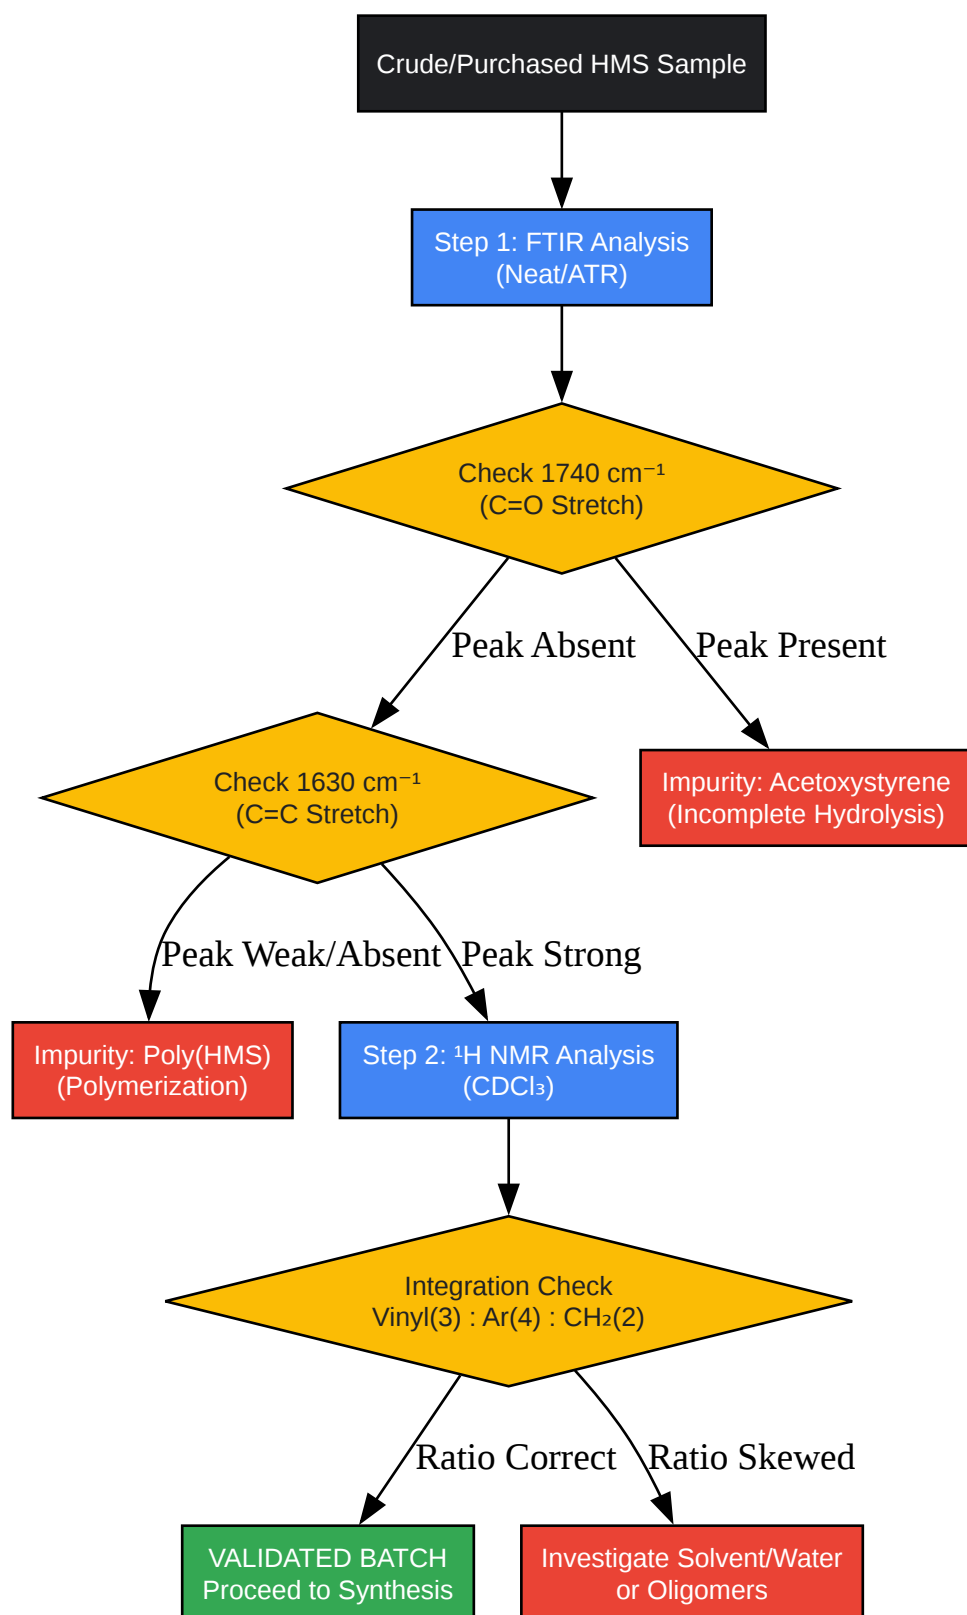 Crude/Purchased HMS Sample
Step 1: FTIR Analysis
(Neat/ATR)
Check 1740 cm⁻¹
(C=O Stretch)
Peak Absent
Peak Present
Check 1630 cm⁻¹
(C=C Stretch)
Impurity: Acetoxystyrene
(Incomplete Hydrolysis)
Peak Weak/Absent
Peak Strong
Impurity: Poly(HMS)
(Polymerization)
Step 2: ¹H NMR Analysis
(CDCl₃)
Integration Check
Vinyl(3) : Ar(4) : CH₂(2)
Ratio Correct
Ratio Skewed
VALIDATED BATCH
Proceed to Synthesis
Investigate Solvent/Water
or Oligomers